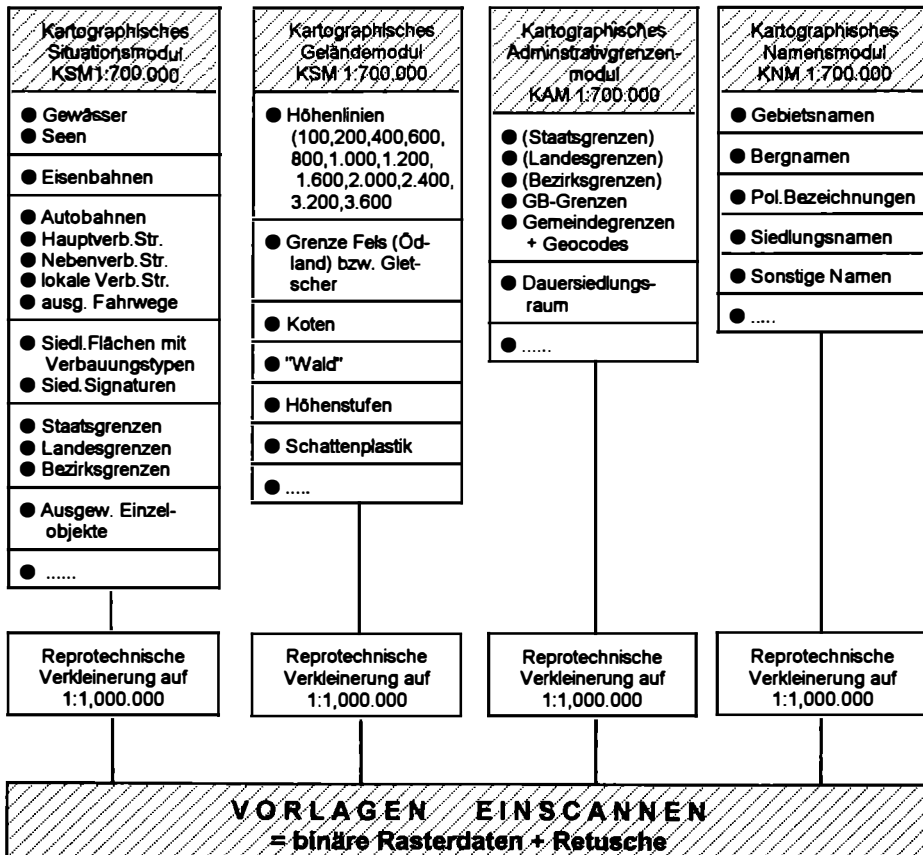 Kartographisches
Situationsmodul
KSM1:700.000
● Gewässer
● Seen
● Eisenbahnen
● Autobahnen
● Hauptverb.Str.
● Nebenverb.Str.
● lokale Verb.Str.
● ausg. Fahrwege
● Siedl.Flächen mit
Verbauungstypen
● Sied.Signaturen
● Staatsgrenzen
● Landesgrenzen
● Bezirksgrenzen
● Ausgew. Einzel-
objekte
● ......
Reprotechnische
Verkleinerung auf
1:1,000.000
Kartographisches
Geländemodul
KSM 1:700.000
● Höhenlinien
(100,200,400,600,
800,1.000,1.200,
1.600,2.000,2.400,
3.200,3.600
● Grenze Fels (Öd-
land) bzw. Glet-
scher
● Koten
● "Wald"
● Höhenstufen
● Schattenplastik
● .....
Reprotechnische
Verkleinerung auf
1:1,000.000
Kartographisches
Adminstrativgrenzen-
modul
KAM 1:700.000
● (Staatsgrenzen)
● (Landesgrenzen)
● (Bezirksgrenzen)
● GB-Grenzen
● Gemeindegrenzen
+ Geocodes
● Dauersiedlungs-
raum
● ......
Reprotechnische
Verkleinerung auf
1:1,000.000
Kartographisches
Namensmodul
KNM 1:700.000
● Gebietsnamen
● Bergnamen
● Pol.Bezeichnungen
● Siedlungsnamen
● Sonstige Namen
● .....
Reprotechnische
Verkleinerung auf
1:1,000.000
VORLAGEN EINSCANNEN
= binäre Rasterdaten + Retusche